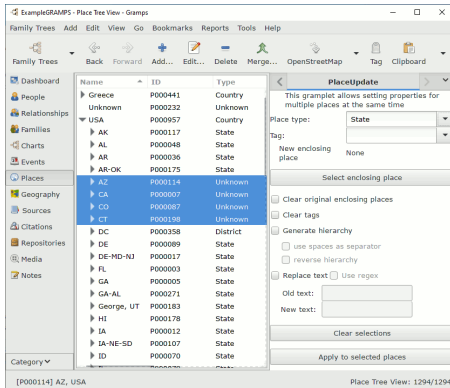 ExampleGRAMPS - Place Tree View - Gramps
Family Trees Add Edit View Go Bookmarks Reports Tools Help
Family Trees Back Forward Add... Edit... Delete Merge... OpenStreetMap Tag Clipboard
Dashboard
People
Relationships
Families
Charts
Events
Places
Geography
Sources
Citations
Repositories
Media
Notes
Category
Name ID Type
Greece P000441 Country
Unknown P000232 Unknown
USA P000957 Country
AK P000117 State
AL P000048 State
AR P000036 State
AR-OK P000175 State
AZ P000114 Unknown
CA P000007 Unknown
CO P000087 Unknown
CT P000198 Unknown
DC P000358 District
DE P000089 State
DE-MD-NJ P000017 State
FL P000003 State
GA P000005 State
GA-AL P000271 State
George, UT P000183 State
HI P000178 State
IA P000012 State
IA-NE-SD P000107 State
ID P000070 State
PlaceUpdate
This gramplet allows setting properties for
multiple places at the same time
Place type: State
Tag:
New enclosing
place None
Select enclosing place
Clear original enclosing places
Clear tags
Generate hierarchy
use spaces as separator
reverse hierarchy
Replace text Use regex
Old text:
New text:
Clear selections
Apply to selected places
[P000114] AZ, USA
Place Tree View: 1294/1294